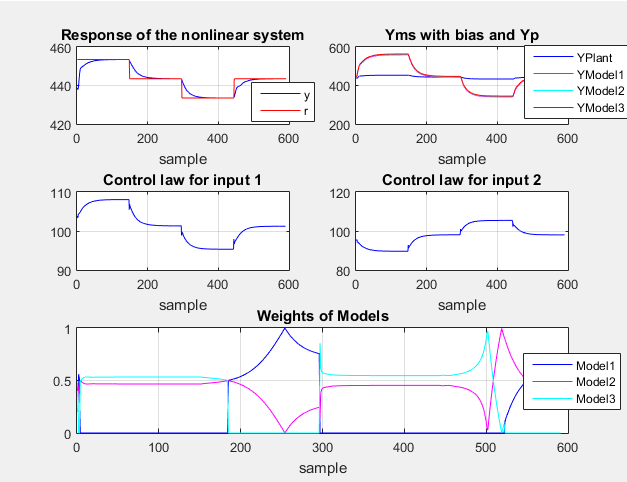 Response of the nonlinear system
460
440
420
0
200
400
600
sample
y
r
Yms with bias and Yp
600
400
200
0
200
400
600
sample
YPlant
YModel1
YModel2
YModel3
Control law for input 1
110
100
90
0
200
400
600
sample
Control law for input 2
120
100
80
0
200
400
600
sample
Weights of Models
1
0.5
0
0
100
200
300
400
500
600
sample
Model1
Model2
Model3